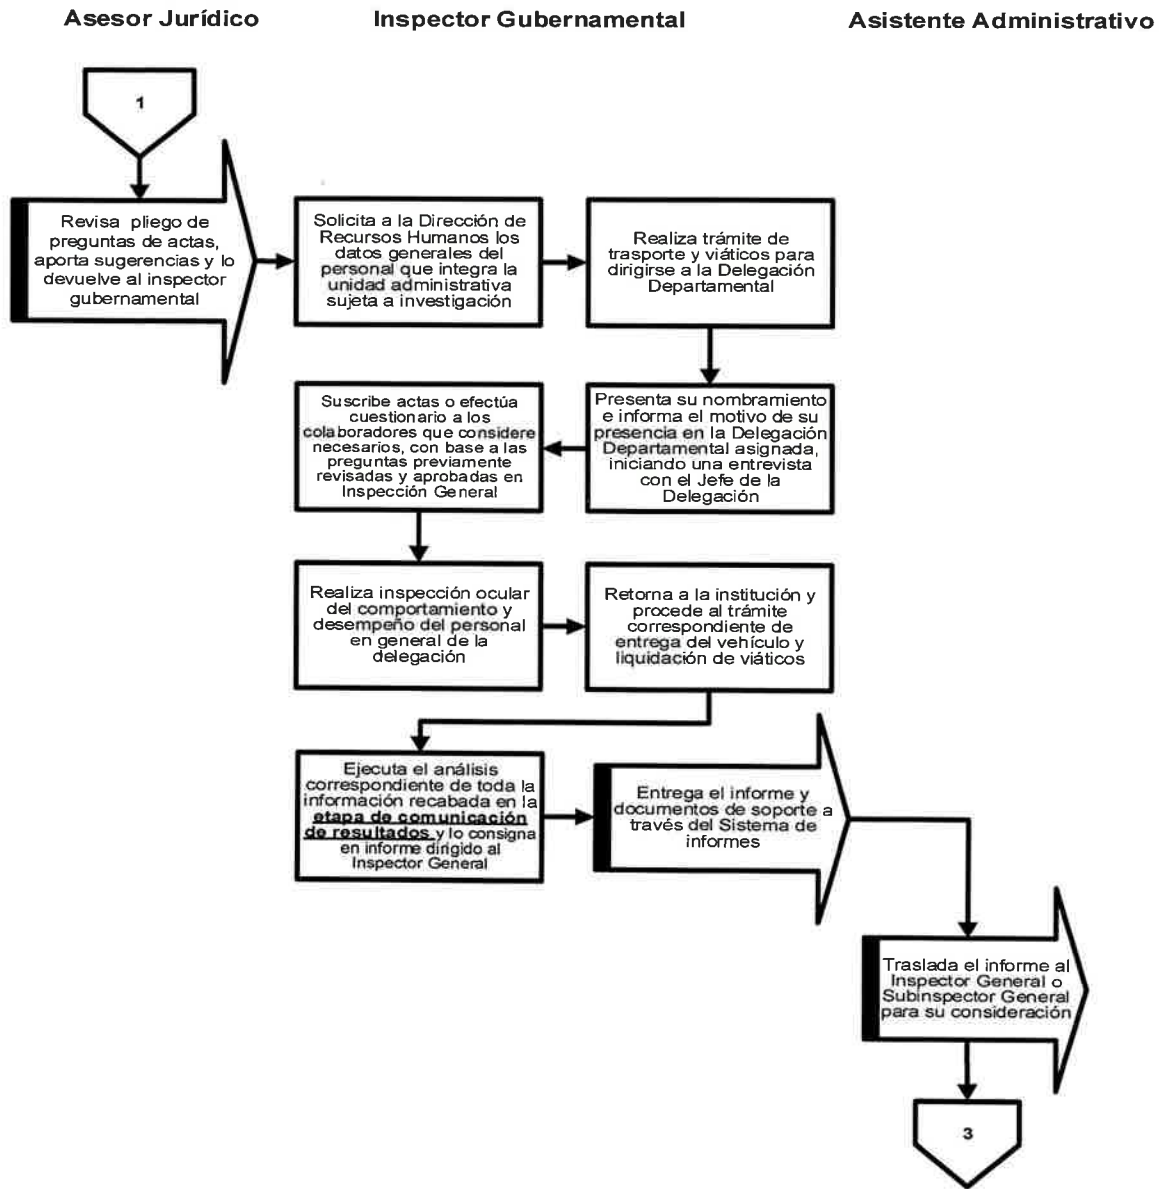 Asesor Jurídico
Inspector Gubernamental
Asistente Administrativo
1
Revisa pliego de
preguntas de actas,
aporta sugerencias y lo
devuelve al inspector
gubernamental
Solicita a la Dirección de
Recursos Humanos los
datos generales del
personal que integra la
unidad administrativa
sujeta a investigación
Realiza trámite de
trasporte y viáticos para
dirigirse a la Delegación
Departamental
Presenta su nombramiento
e informa el motivo de su
presencia en la Delegación
Departamental asignada,
iniciando una entrevista
con el Jefe de la
Delegación
Suscribe actas o efectúa
cuestionario a los
colaboradores que considere
necesarios, con base a las
preguntas previamente
revisadas y aprobadas en
Inspección General
Realiza inspección ocular
del comportamiento y
desempeño del personal
en general de la
delegación
Retorna a la institución y
procede al trámite
correspondiente de
entrega del vehículo y
liquidación de viáticos
Ejecuta el análisis
correspondiente de toda la
información recabada en la
etapa de comunicación
de resultados y lo consigna
en informe dirigido al
Inspector General
Entrega el informe y
documentos de soporte a
través del Sistema de
informes
Traslada el informe al
Inspector General o
Subinspector General
para su consideración
3